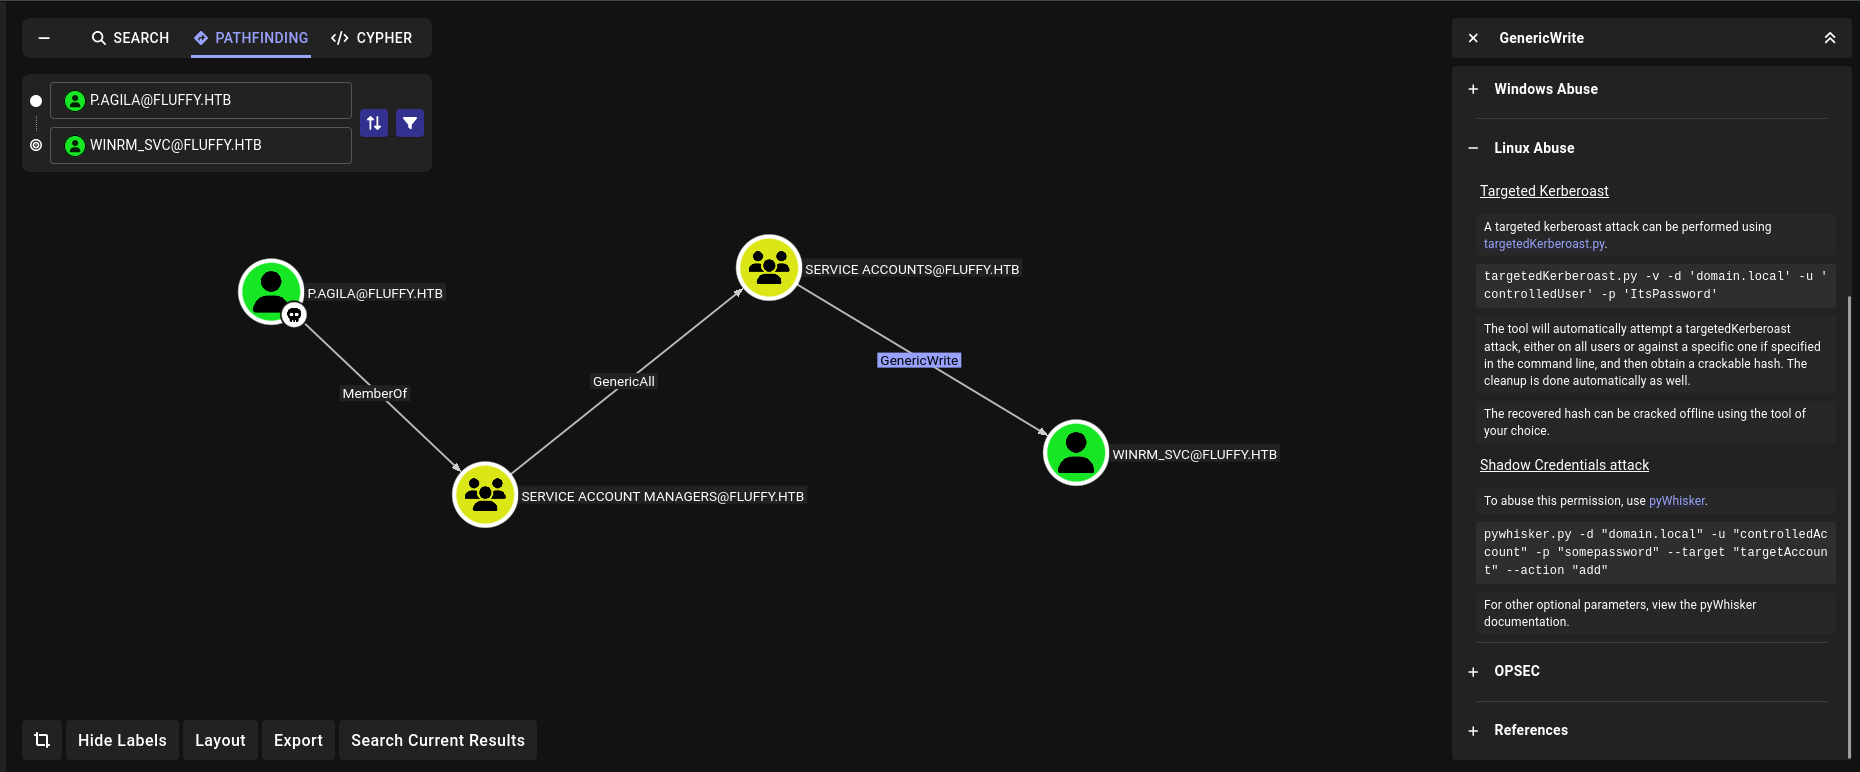 SEARCH
PATHFINDING
</> CYPHER
P.AGILA@FLUFFY.HTB
WINRM_SVC@FLUFFY.HTB
P.AGILA@FLUFFY.HTB
MemberOf
SERVICE ACCOUNT MANAGERS@FLUFFY.HTB
GenericAll
SERVICE ACCOUNTS@FLUFFY.HTB
GenericWrite
WINRM_SVC@FLUFFY.HTB
Hide Labels
Layout
Export
Search Current Results
GenericWrite
Windows Abuse
Linux Abuse
Targeted Kerberoast
A targeted kerberoast attack can be performed using
targetedKerberoast.py.
targetedKerberoast.py -v -d 'domain.local' -u '
controlledUser' -p 'ItsPassword'
The tool will automatically attempt a targetedKerberoast
attack, either on all users or against a specific one if specified
in the command line, and then obtain a crackable hash. The
cleanup is done automatically as well.
The recovered hash can be cracked offline using the tool of
your choice.
Shadow Credentials attack
To abuse this permission, use pyWhisker.
pywhisker.py -d "domain.local" -u "controlledAc
count" -p "somepassword" --target "targetAccoun
t" --action "add"
For other optional parameters, view the pyWhisker
documentation.
OPSEC
References